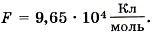 F = 9,65 · 10⁴ Кл/моль.